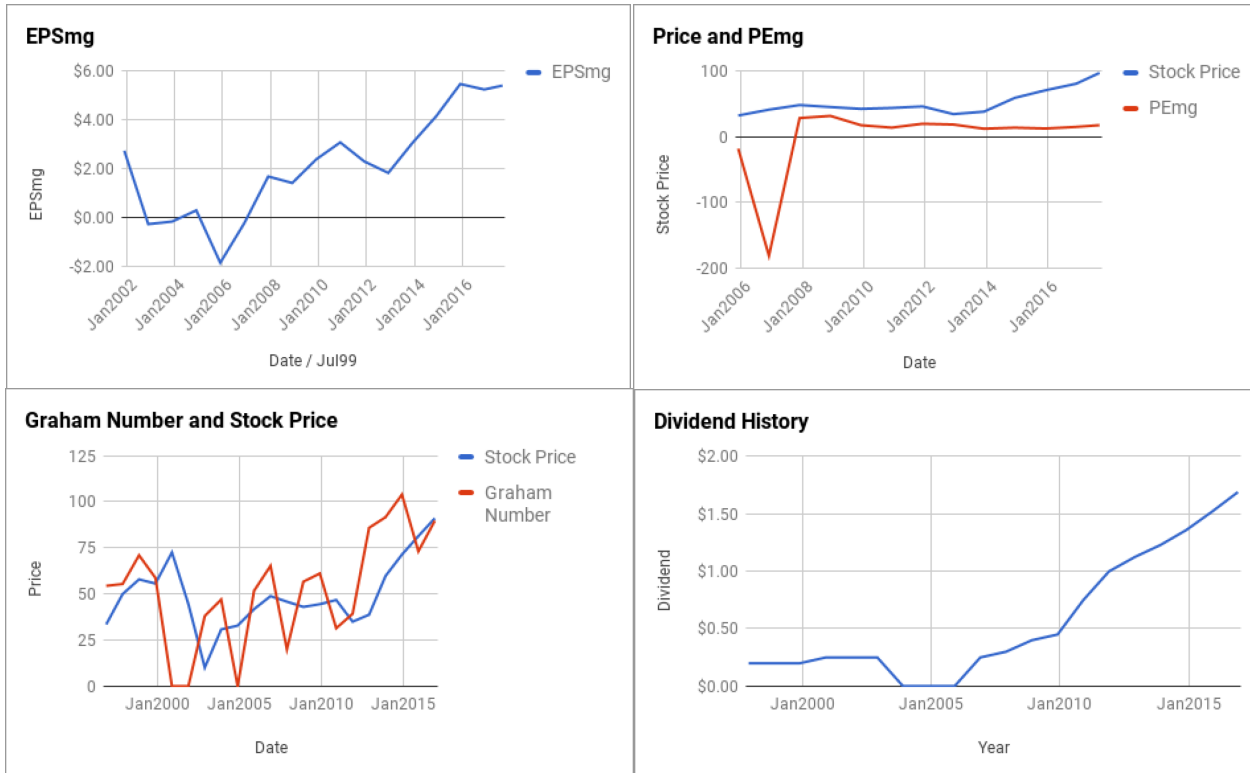 EPSmg
$6.00
$4.00
$2.00
$0.00
-$2.00
EPSmg
EPSmg
Jan2002
Jan2004
Jan2006
Jan2008
Jan2010
Jan2012
Jan2014
Jan2016
Date / Jul99
Price and PEmg
100
0
-100
-200
Stock Price
Stock Price
PEmg
Jan2006
Jan2008
Jan2010
Jan2012
Jan2014
Jan2016
Date
Graham Number and Stock Price
125
100
75
50
25
0
Price
Stock Price
Graham
Number
Jan2000
Jan2005
Jan2010
Jan2015
Date
Dividend History
$2.00
$1.50
$1.00
$0.50
$0.00
Dividend
Jan2000
Jan2005
Jan2010
Jan2015
Year